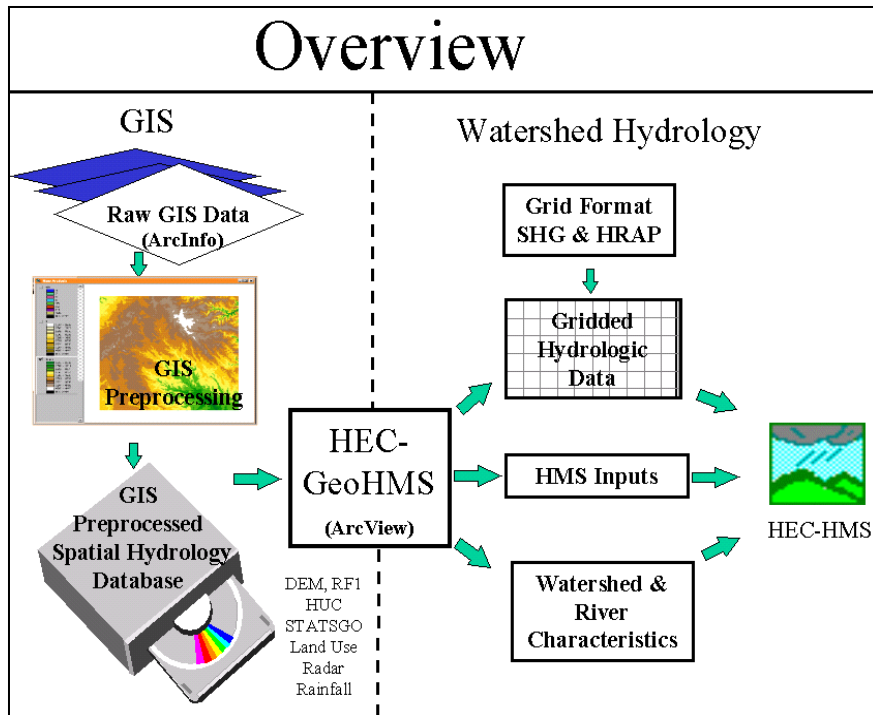 Overview
GIS
Raw GIS Data
(ArcInfo)
GIS
Preprocessing
GIS
Preprocessed
Spatial Hydrology
Database
DEM, RF1
HUC
STATSGO
Land Use
Radar
Rainfall
HEC-
GeoHMS
(ArcView)
Watershed Hydrology
Grid Format
SHG & HRAP
Gridded
Hydrologic
Data
HMS Inputs
Watershed &
River
Characteristics
HEC-HMS